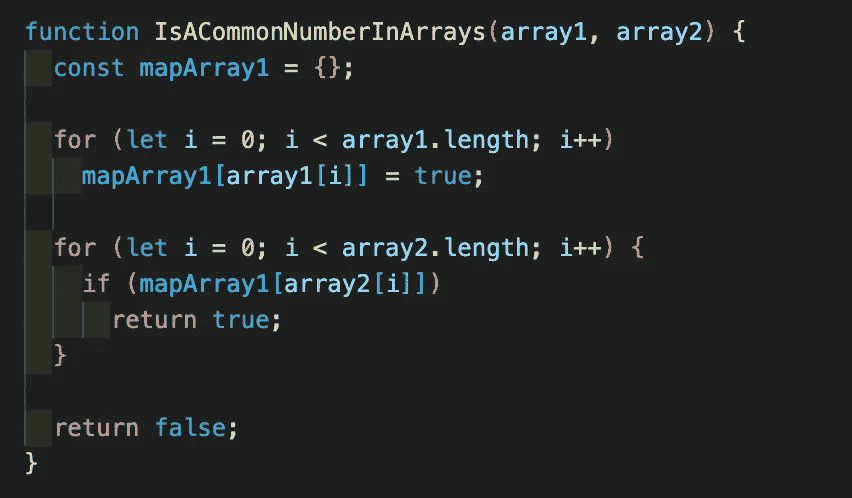 function IsACommonNumberInArrays(array1, array2) {
const mapArray1 = {};
for (let i = 0; i < array1.length; i++)
mapArray1[array1[i]] = true;
for (let i = 0; i < array2.length; i++) {
if (mapArray1[array2[i]])
return true;
}
return false;
}